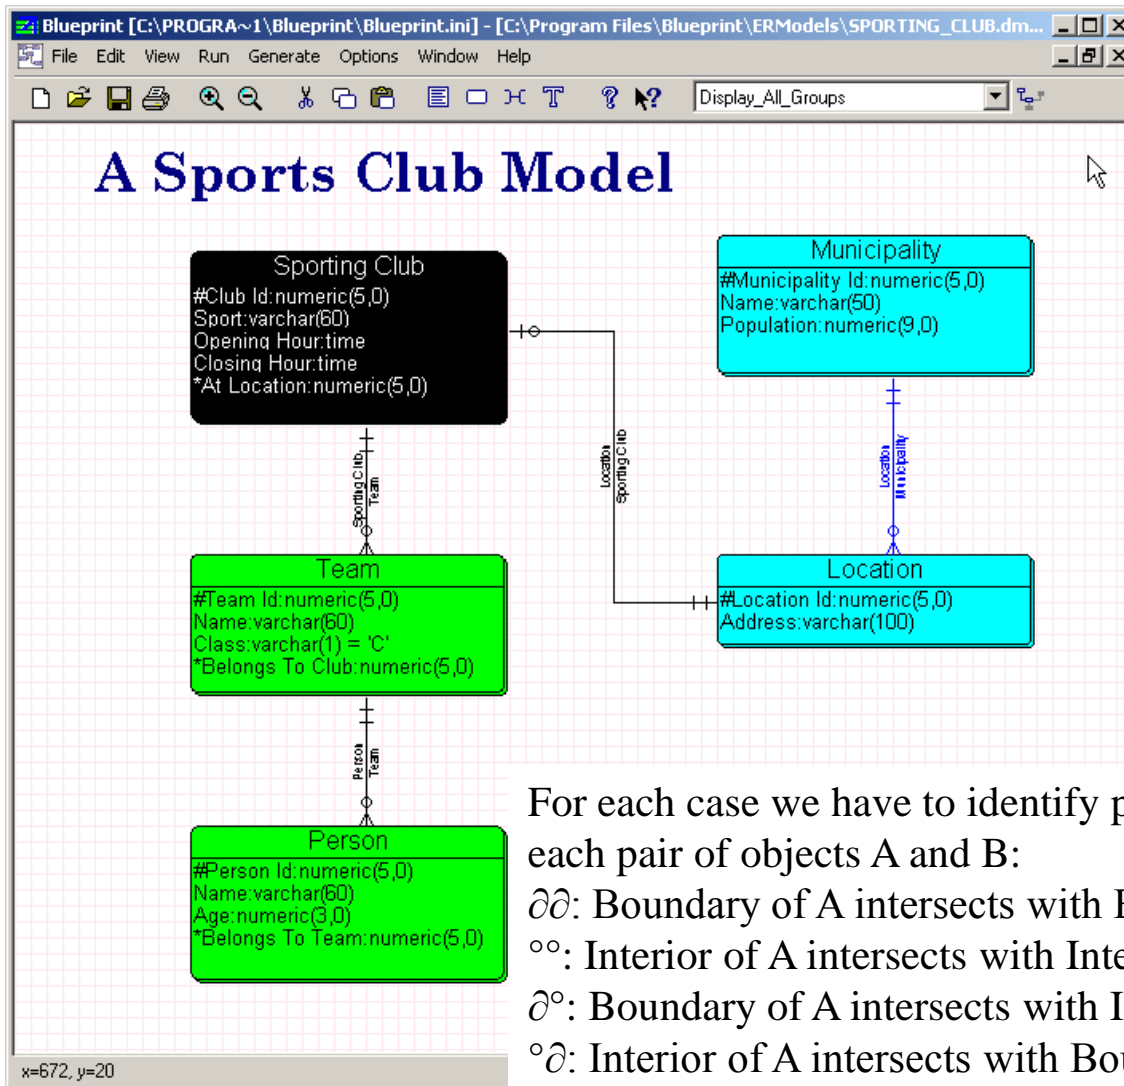 Blueprint [C:\PROGRA~1\Blueprint\Blueprint.ini] - [C:\Program Files\Blueprint\ERModels\SPORTING_CLUB.dm...
File Edit View Run Generate Options Window Help
Display_All_Groups
A Sports Club Model
Sporting Club
#Club Id:numeric(5,0)
Sport:varchar(60)
Opening Hour:time
Closing Hour:time
*At Location:numeric(5,0)
Municipality
#Municipality Id:numeric(5,0)
Name:varchar(50)
Population:numeric(9,0)
Sporting Club
Team
Location
Sporting Club
Location
Municipality
Team
#Team Id:numeric(5,0)
Name:varchar(60)
Class:varchar(1) = 'C'
*Belongs To Club:numeric(5,0)
Location
#Location Id:numeric(5,0)
Address:varchar(100)
Person
Team
Person
#Person Id:numeric(5,0)
Name:varchar(60)
Age:numeric(3,0)
*Belongs To Team:numeric(5,0)
For each case we have to identify
each pair of objects A and B:
∂∂: Boundary of A intersects with
°°: Interior of A intersects with
∂°: Boundary of A intersects with
°∂: Interior of A intersects with
x=672, y=20